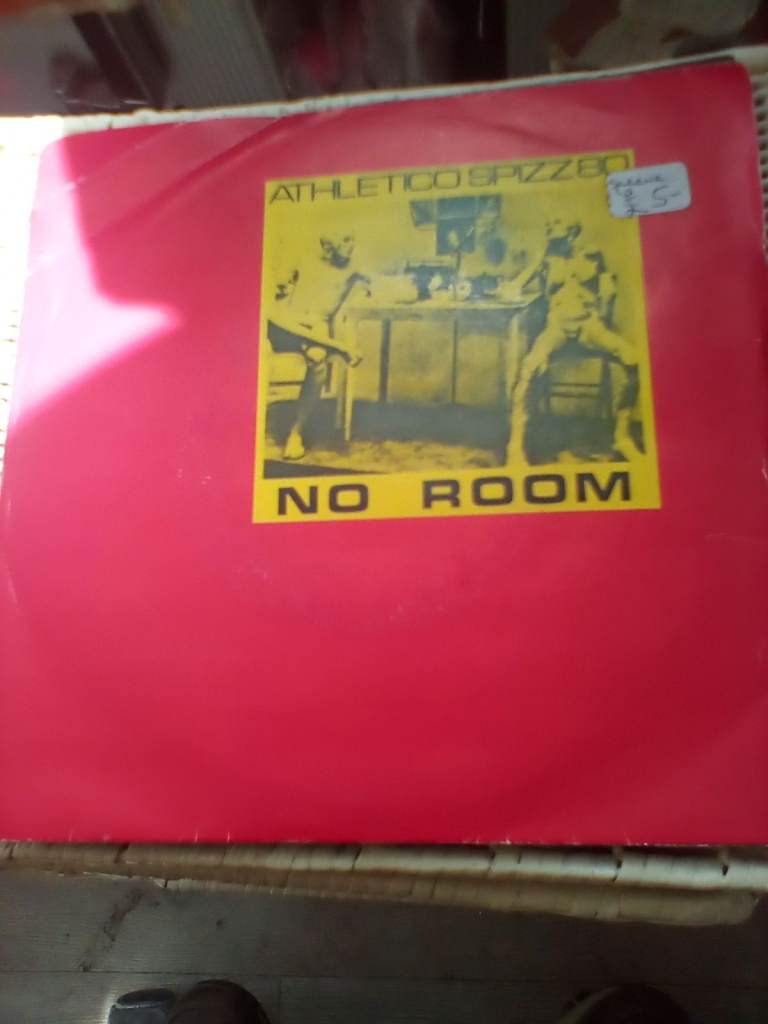 ATHLETICO SPIZZ 80
5-
NO ROOM